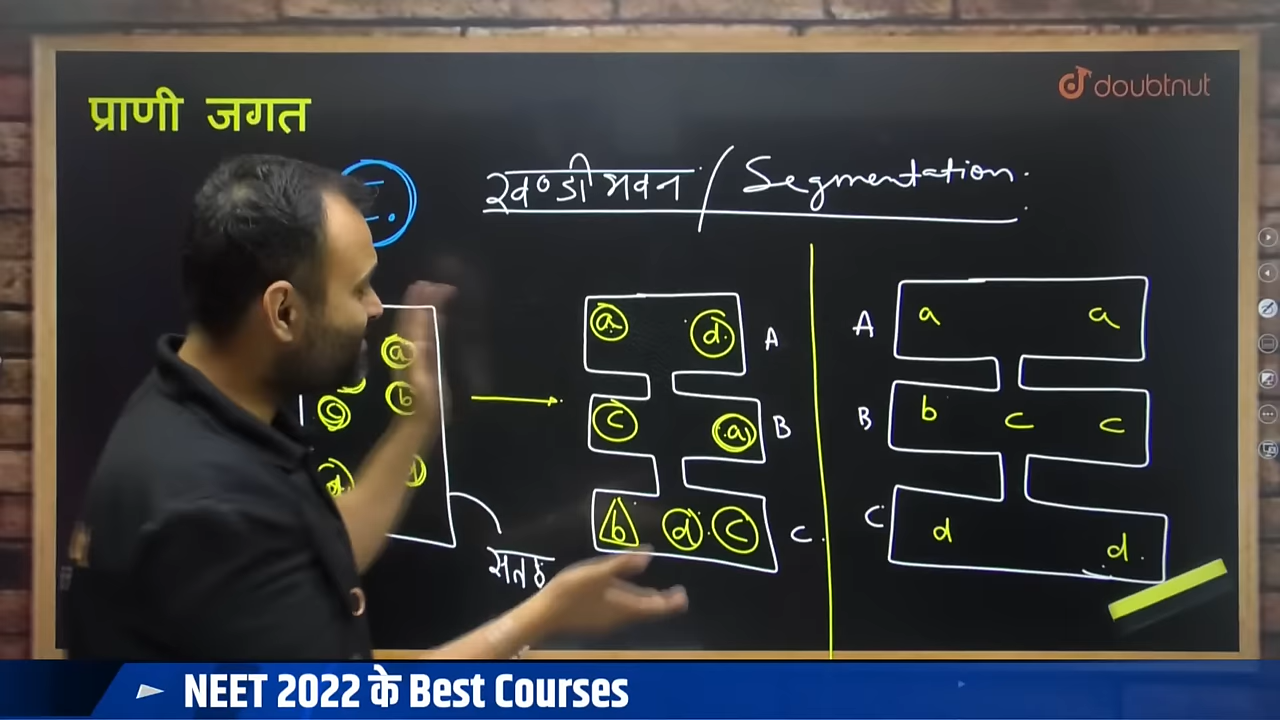 प्राणी जगत
doubtnut
खण्डीभवन / Segmentation.
a
b
c
d
सतह
a d A
c a B
b d c C.
A a a
B b c c
C d d.
NEET 2022 के Best Courses